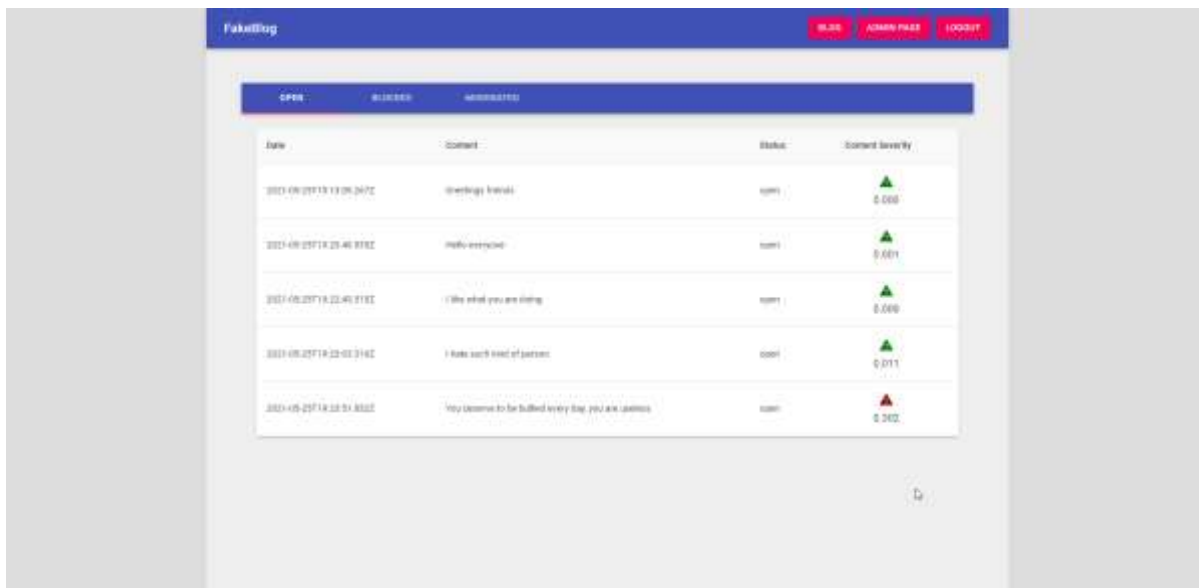 FakeBlog
BLOG ADMIN PAGE LOGOUT
OPEN BLOCKED MODERATED
Date Content Status Content Severity
Greetings friends open 0.000
Hello everyone open 0.001
I like what you are doing open 0.000
I hate such kind of person open 0.011
You deserve to be bullied every day, you are useless open 0.302